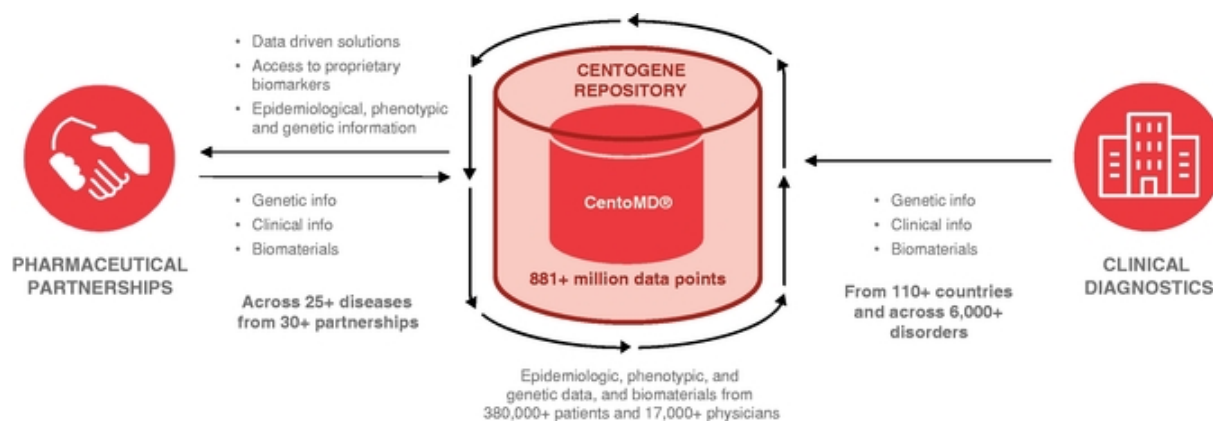 • Data driven solutions
• Access to proprietary
biomarkers
• Epidemiological, phenotypic
and genetic information
• Genetic info
• Clinical info
• Biomaterials
PHARMACEUTICAL
PARTNERSHIPS
Across 25+ diseases
from 30+ partnerships
CENTOGENE
REPOSITORY
CentoMD®
881+ million data points
Epidemiologic, phenotypic, and
genetic data, and biomaterials from
380,000+ patients and 17,000+ physicians
• Genetic info
• Clinical info
• Biomaterials
From 110+ countries
and across 6,000+
disorders
CLINICAL
DIAGNOSTICS